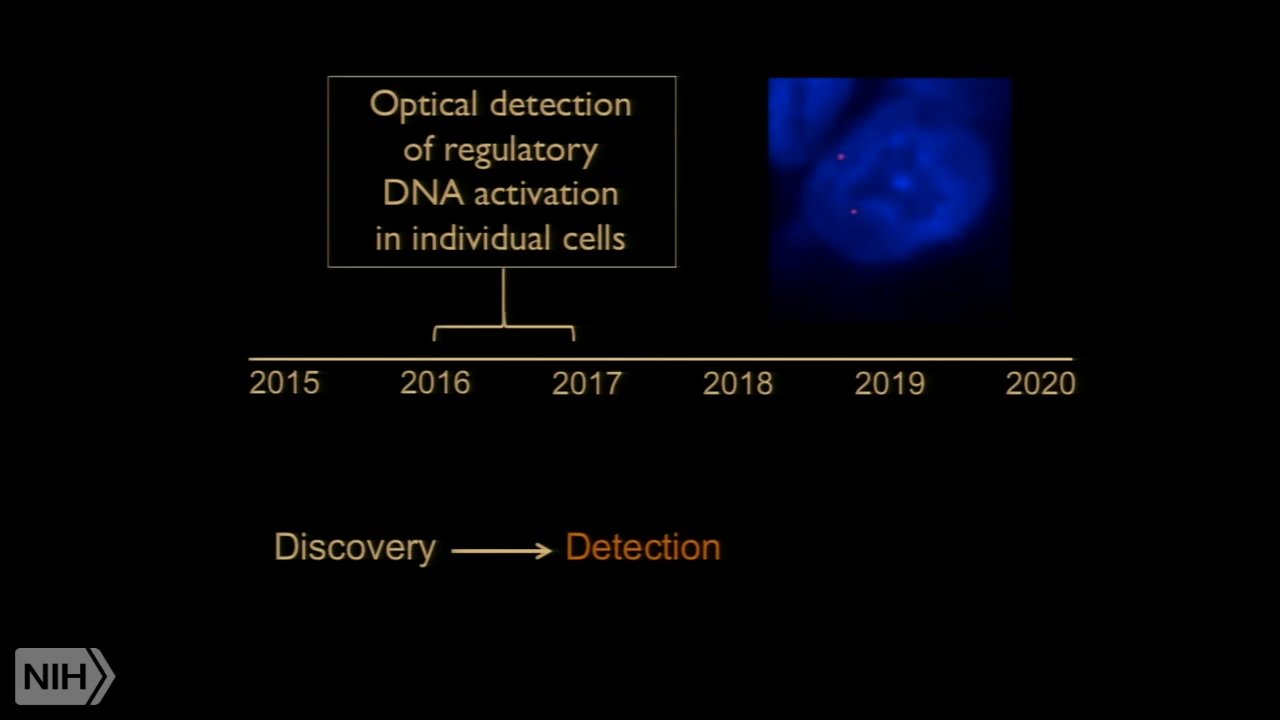 Optical detection
of regulatory
DNA activation
in individual cells
2015 2016 2017 2018 2019 2020
Discovery Detection
NIH